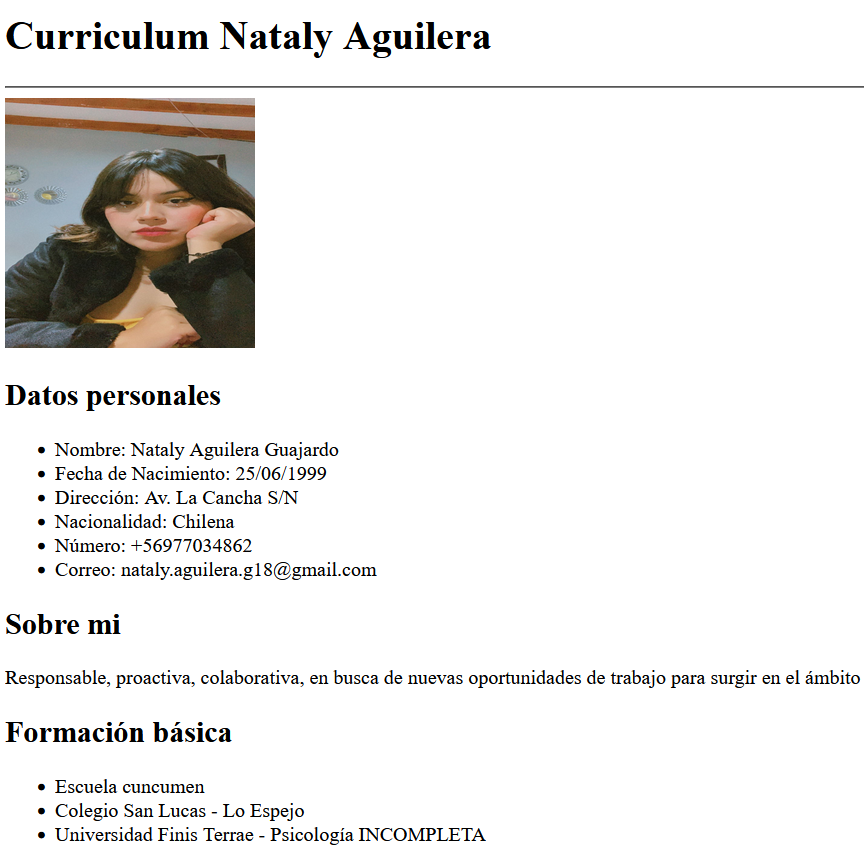 Curriculum Nataly Aguilera
Datos personales
• Nombre: Nataly Aguilera Guajardo
• Fecha de Nacimiento: 25/06/1999
• Dirección: Av. La Cancha S/N
• Nacionalidad: Chilena
• Número: +56977034862
• Correo: nataly.aguilera.g18@gmail.com
Sobre mi
Responsable, proactiva, colaborativa, en busca de nuevas oportunidades de trabajo para surgir en el ámbito
Formación básica
• Escuela cuncumen
• Colegio San Lucas - Lo Espejo
• Universidad Finis Terrae - Psicología INCOMPLETA